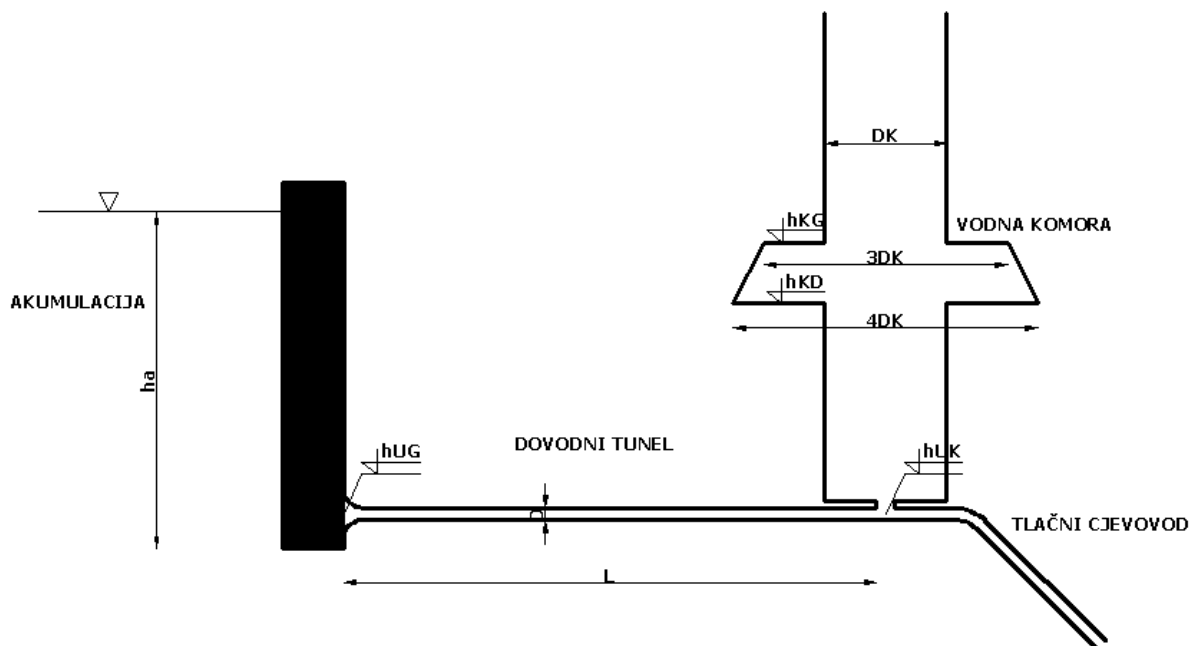 DK
hKG
VODNA KOMORA
3DK
AKUMULACIJA
hKD
4DK
ha
DOVODNI TUNEL
hUG
hUK
D
TLAČNI CJEVOVOD
L